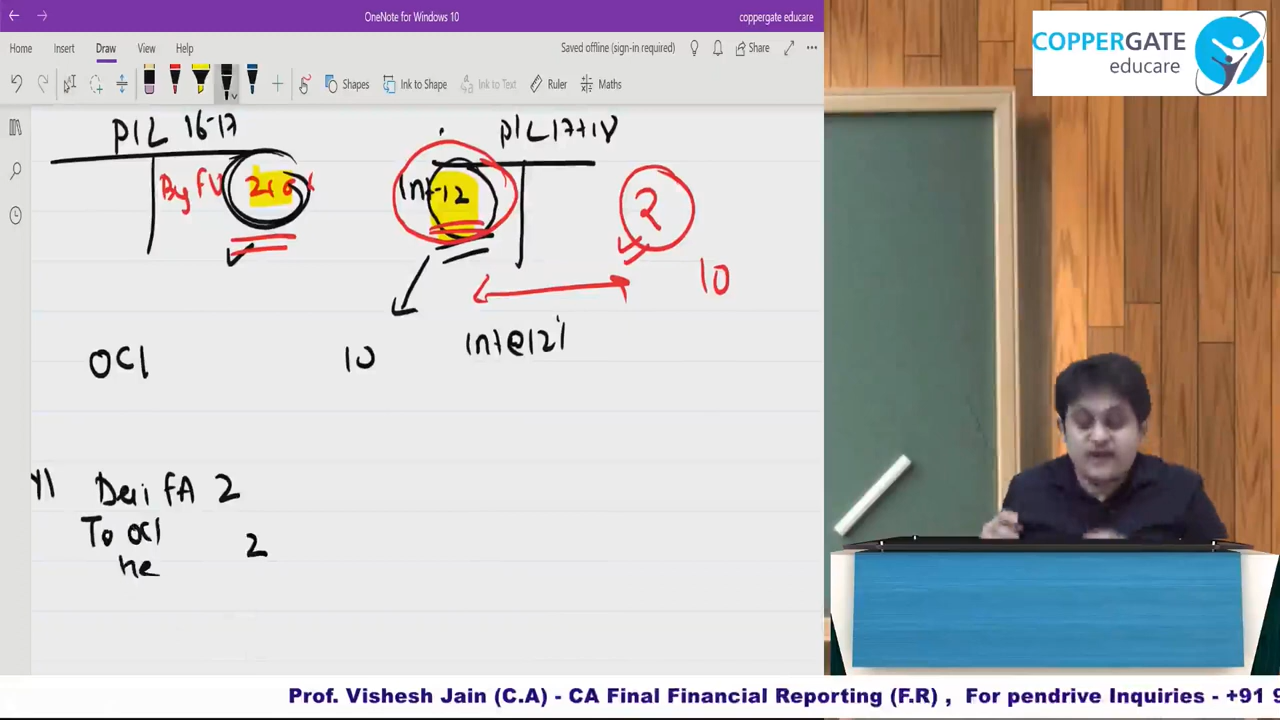 OneNote for Windows 10
coppergate educare
Home Insert Draw View Help
Saved offline (sign-in required)
Share
Shapes Ink to Shape Ink to Text Ruler Maths
COPPERGATE
educare
P/L 16-17
P/L 17-18
By FV
Int-12
2
10
Int@12%
OCI 10
Deri FA 2
To OCI 2
Prof. Vishesh Jain (C.A) - CA Final Financial Reporting (F.R) , For pendrive Inquiries - +91 9